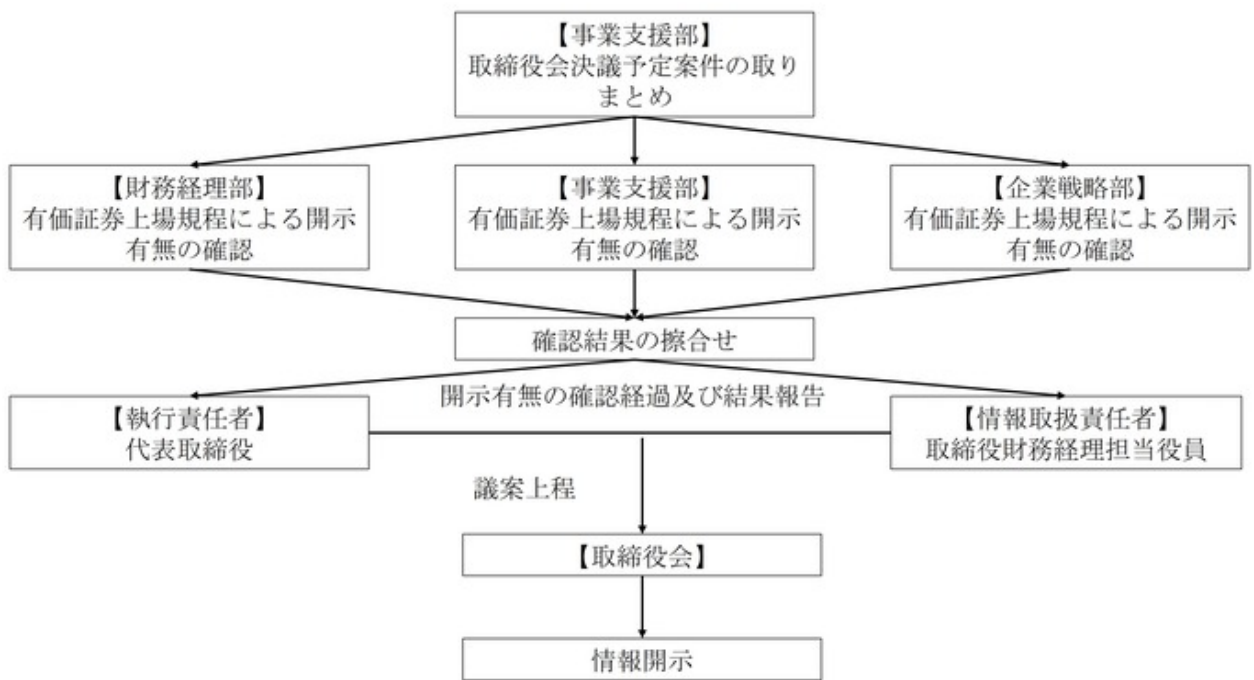 【事業支援部】
取締役会決議予定案件の取り
まとめ
【財務経理部】
有価証券上場規程による開示
有無の確認
【事業支援部】
有価証券上場規程による開示
有無の確認
【企業戦略部】
有価証券上場規程による開示
有無の確認
確認結果の擦合せ
開示有無の確認経過及び結果報告
【執行責任者】
代表取締役
【情報取扱責任者】
取締役財務経理担当役員
議案上程
【取締役会】
情報開示